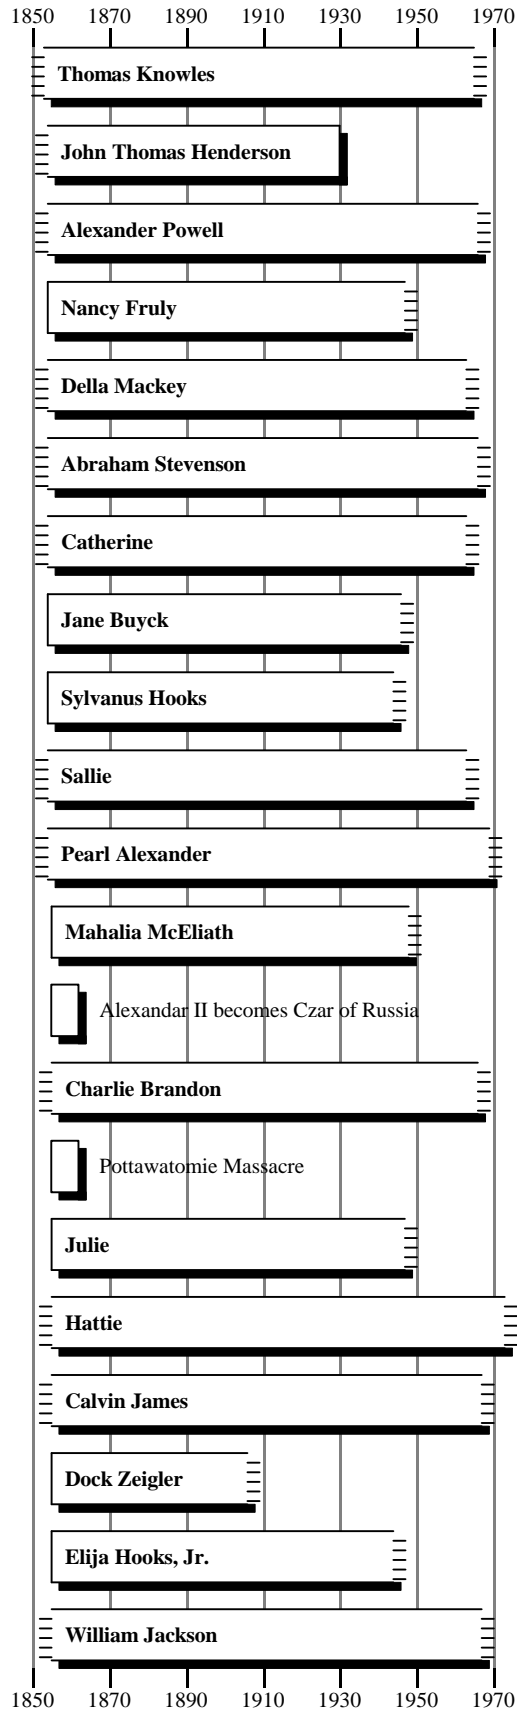 1850 1870 1890 1910 1930 1950 1970
Thomas Knowles
John Thomas Henderson
Alexander Powell
Nancy Fruly
Della Mackey
Abraham Stevenson
Catherine
Jane Buyck
Sylvanus Hooks
Sallie
Pearl Alexander
Mahalia McEliath
Alexandar II becomes Czar of Russia
Charlie Brandon
Pottawatomie Massacre
Julie
Hattie
Calvin James
Dock Zeigler
Elija Hooks, Jr.
William Jackson
1850 1870 1890 1910 1930 1950 1970